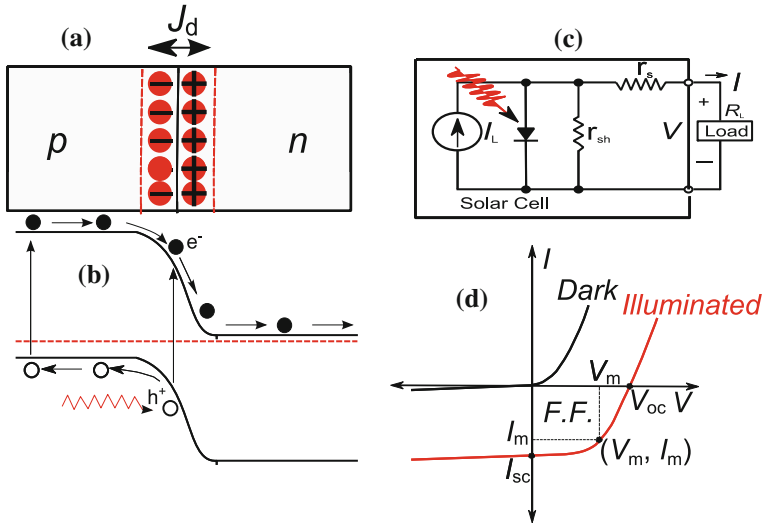 (a)
J_d
p
n
(b)
e⁻
h⁺
(c)
I_L
r_sh
r_s
V
+
I
R_L
Load
—
Solar Cell
(d)
I
Dark
Illuminated
V_m
F.F.
V_oc
V
I_m
(V_m, I_m)
I_sc